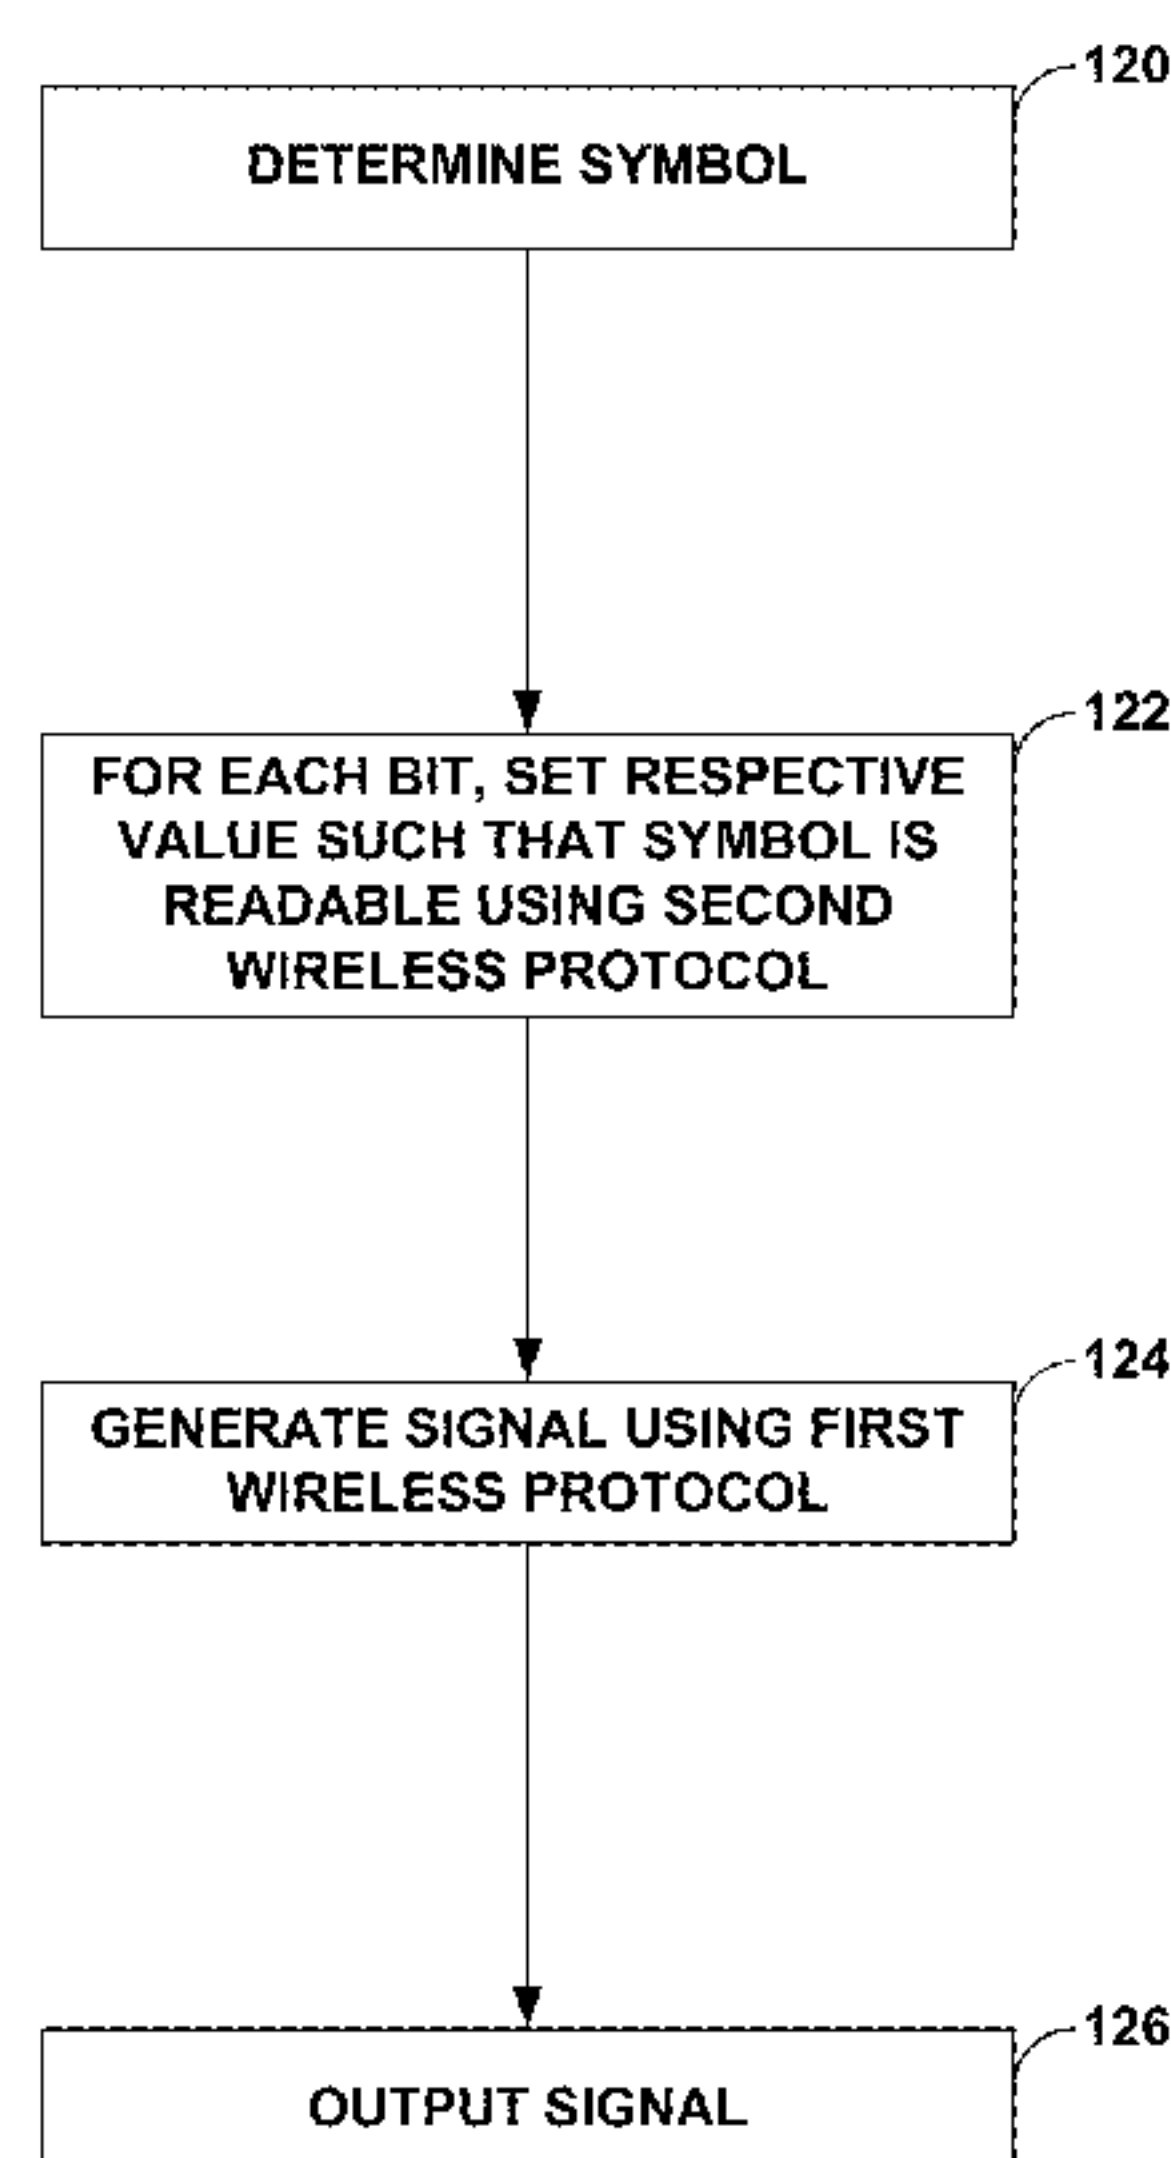 120
DETERMINE SYMBOL
122
FOR EACH BIT, SET RESPECTIVE
VALUE SUCH THAT SYMBOL IS
READABLE USING SECOND
WIRELESS PROTOCOL
124
GENERATE SIGNAL USING FIRST
WIRELESS PROTOCOL
126
OUTPUT SIGNAL